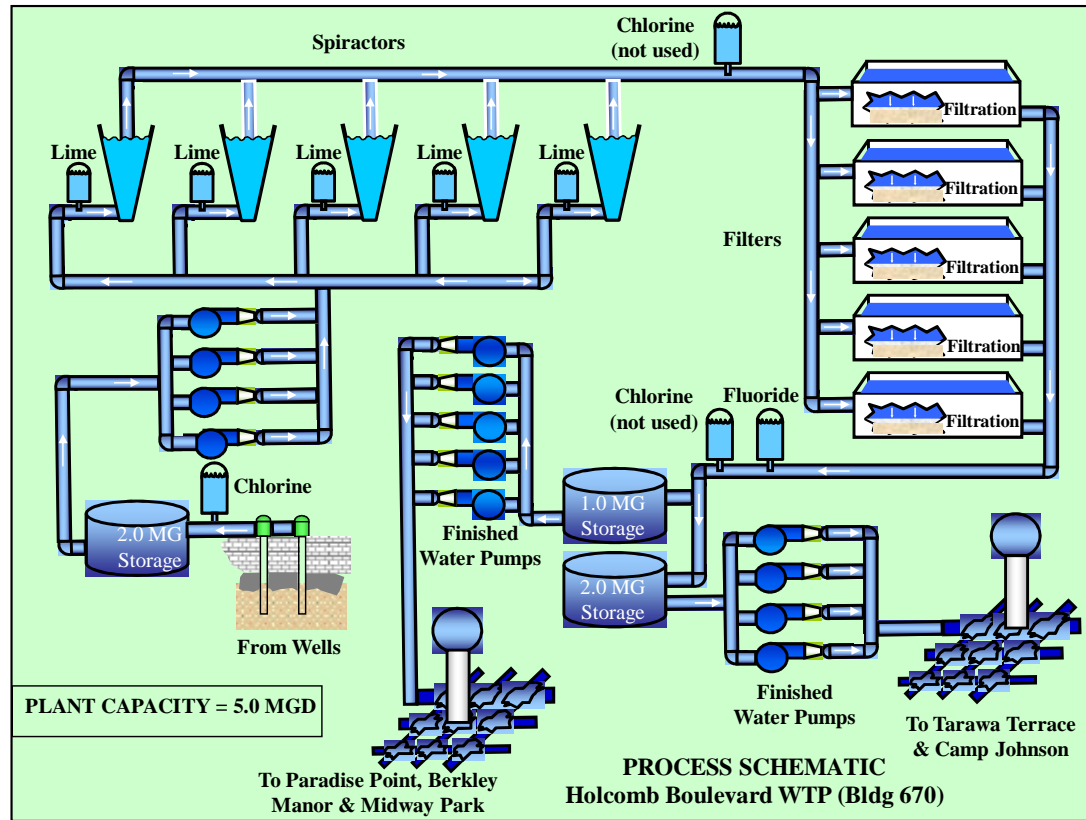 Spiractors
Chlorine
(not used)
Lime
Lime
Lime
Lime
Lime
Filtration
Filtration
Filtration
Filtration
Filtration
Filters
Chlorine
(not used)
Fluoride
Chlorine
2.0 MG
Storage
From Wells
Finished
Water Pumps
1.0 MG
Storage
2.0 MG
Storage
Finished
Water Pumps
To Tarawa Terrace
& Camp Johnson
PLANT CAPACITY = 5.0 MGD
To Paradise Point, Berkley
Manor & Midway Park
PROCESS SCHEMATIC
Holcomb Boulevard WTP (Bldg 670)